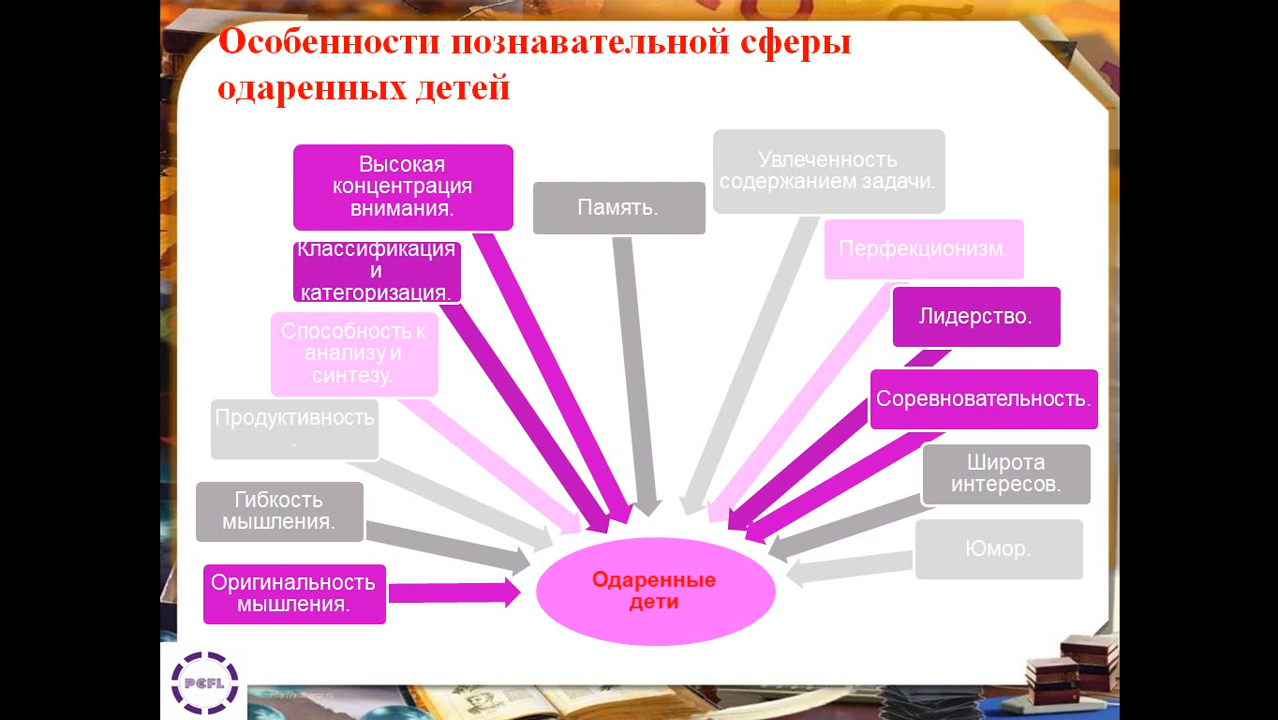 Особенности познавательной сферы
одаренных детей
Высокая
концентрация
внимания.
Память.
Увлеченность
содержанием задачи.
Классификация
и
категоризация.
Перфекционизм.
Способность к
анализу и
синтезу.
Лидерство.
Продуктивность
.
Соревновательность.
Гибкость
мышления.
Широта
интересов.
Оригинальность
мышления.
Юмор.
Одаренные
дети
PCFL